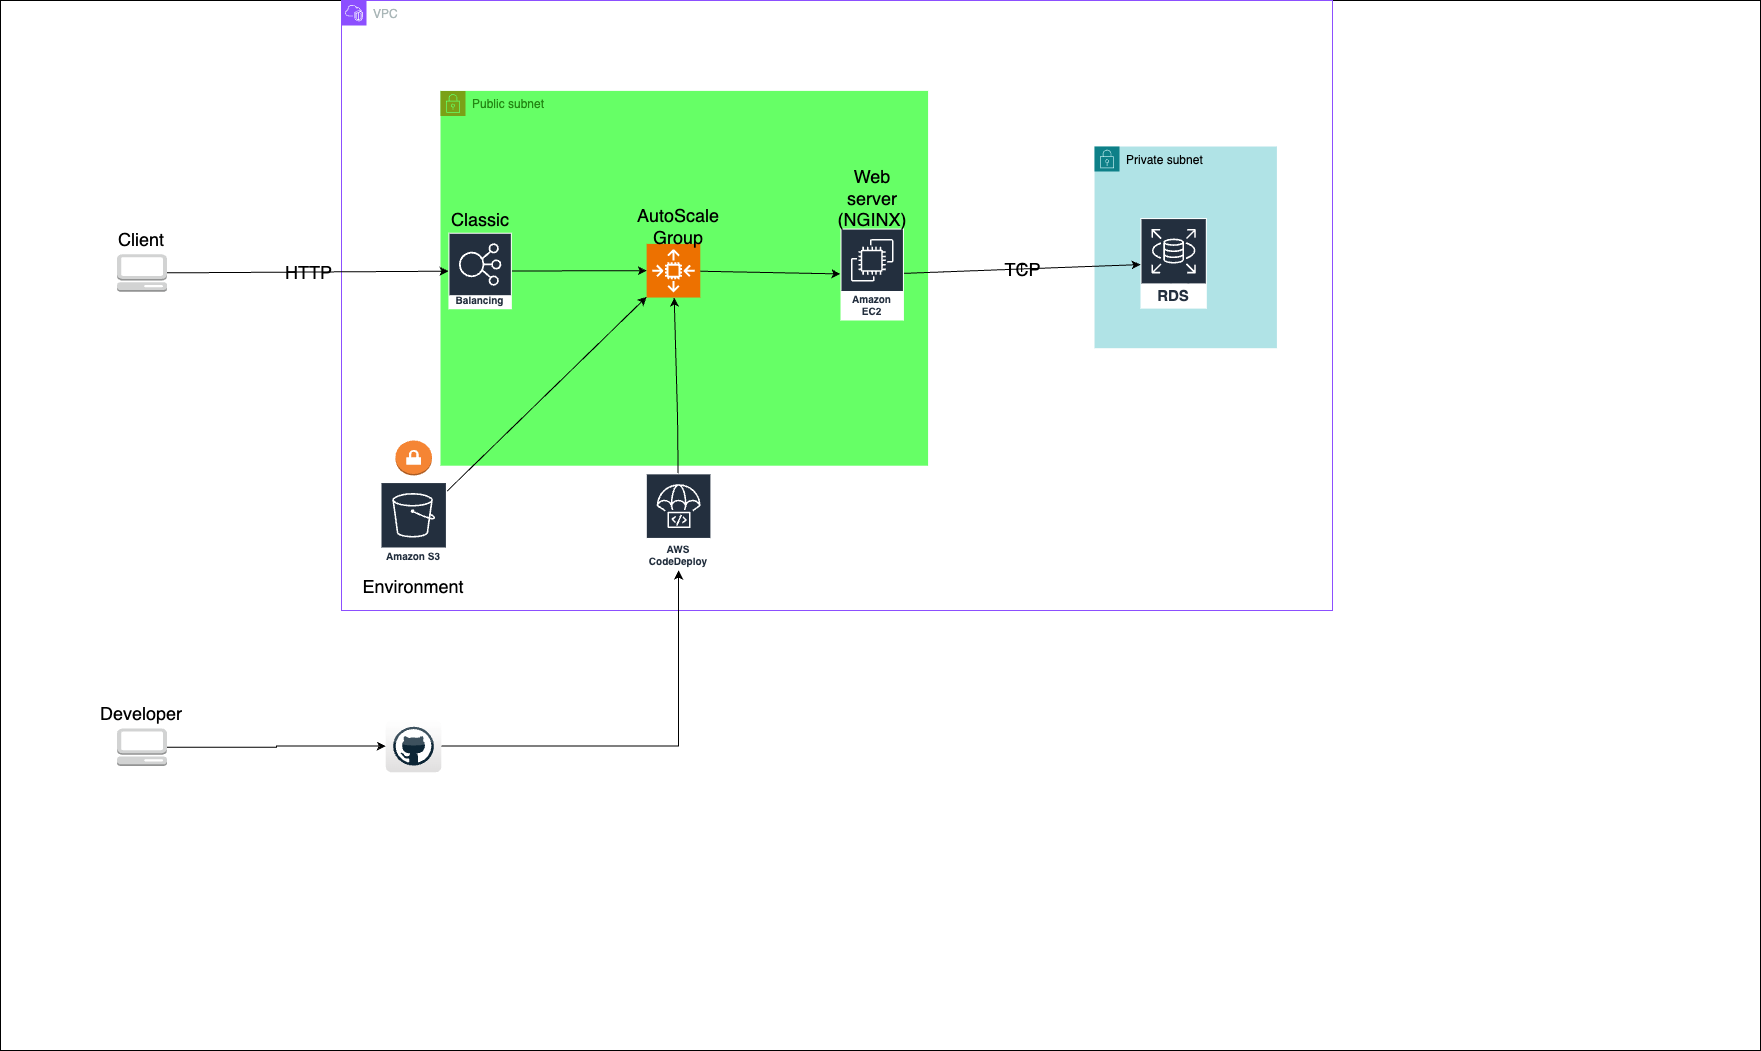 VPC
Public subnet
Private subnet
Web
server
(NGINX)
Classic
AutoScale
Group
Client
HTTP
TCP
Balancing
Amazon
EC2
RDS
Amazon S3
AWS
CodeDeploy
Environment
Developer